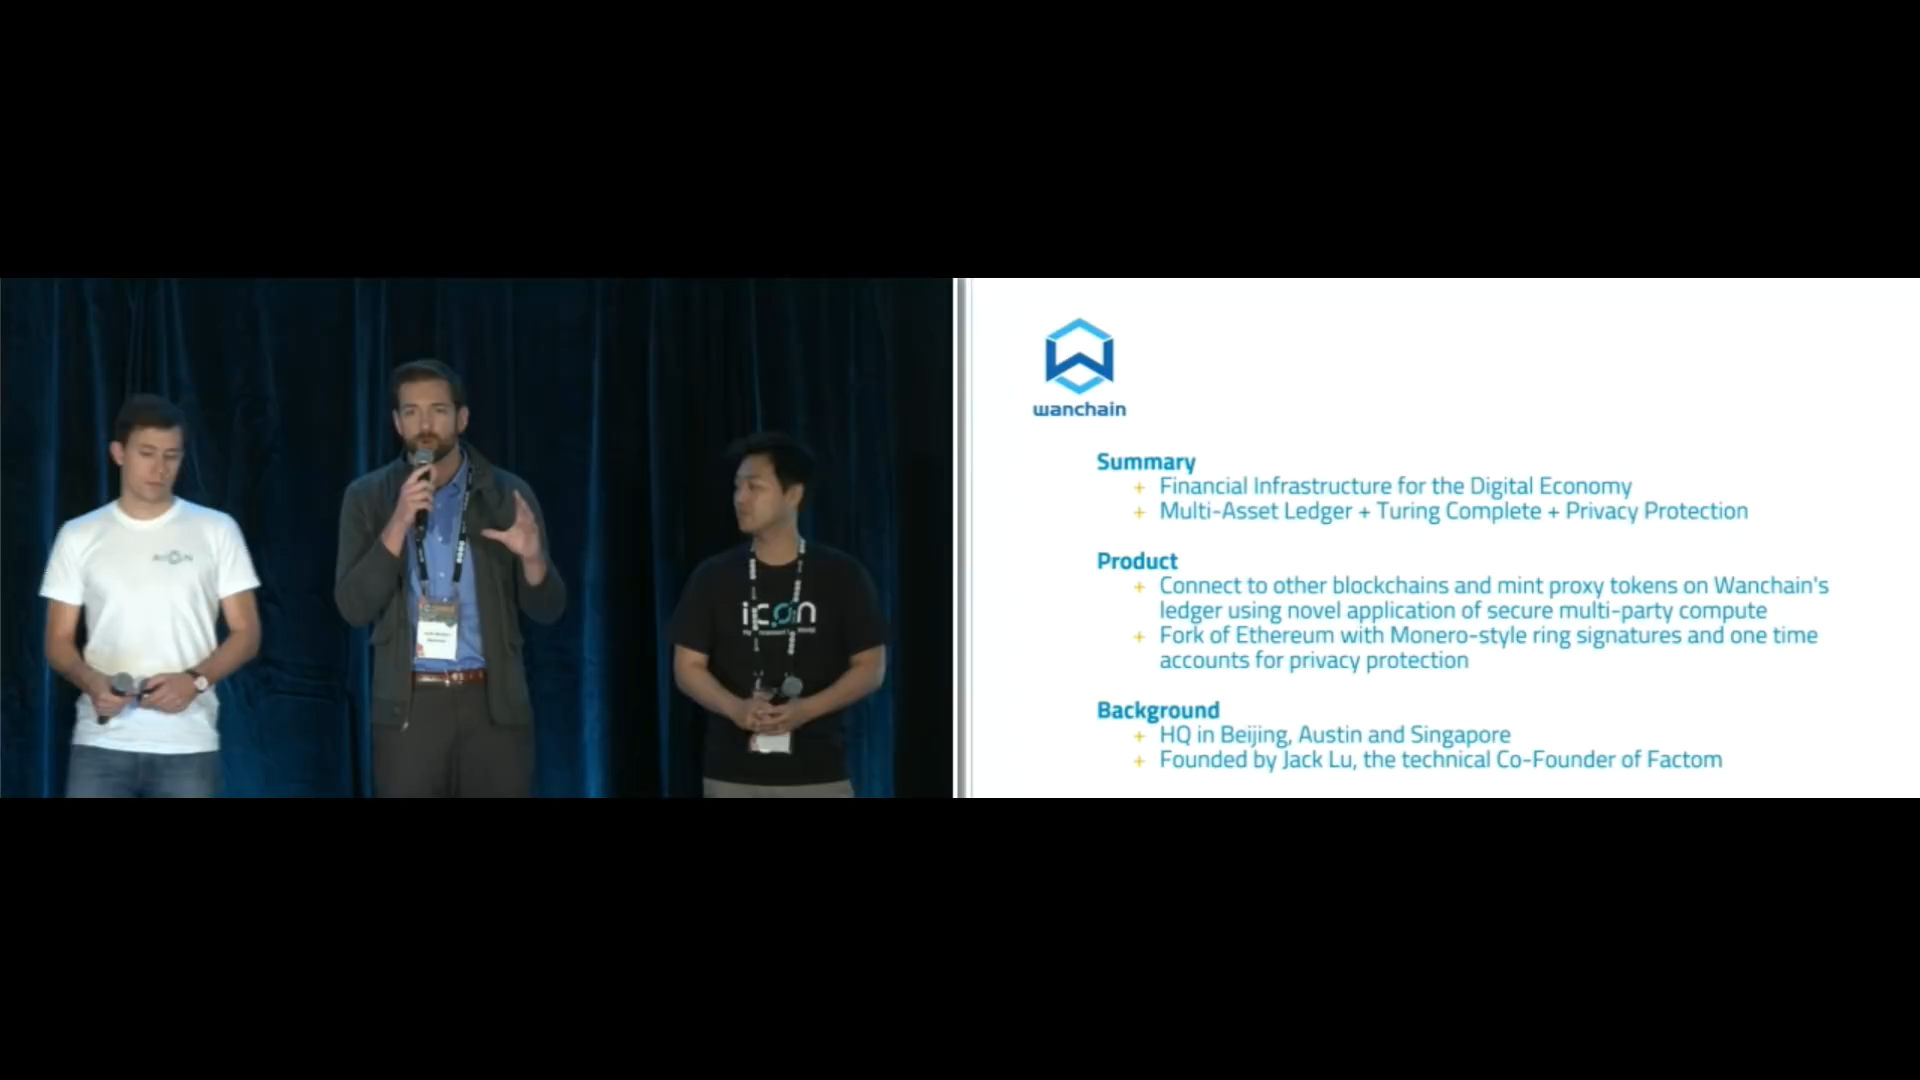 AION
icon
wanchain
Summary
+ Financial Infrastructure for the Digital Economy
+ Multi-Asset Ledger + Turing Complete + Privacy Protection
Product
+ Connect to other blockchains and mint proxy tokens on Wanchain's
ledger using novel application of secure multi-party compute
+ Fork of Ethereum with Monero-style ring signatures and one time
accounts for privacy protection
Background
+ HQ in Beijing, Austin and Singapore
+ Founded by Jack Lu, the technical Co-Founder of Factom